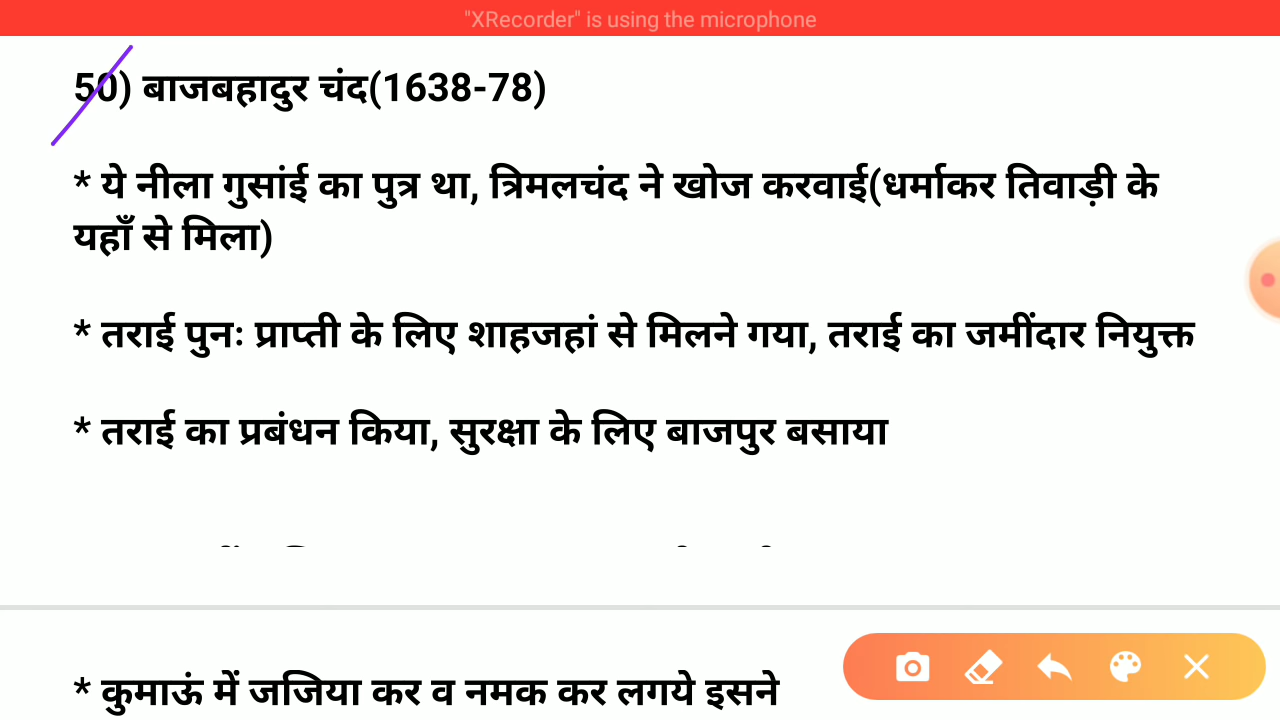 "XRecorder" is using the microphone
50) बाजबहादुर चंद(1638-78)
* ये नीला गुसांई का पुत्र था, त्रिमलचंद ने खोज करवाई(धर्माकर तिवाड़ी के
यहाँ से मिला)
* तराई पुनः प्राप्ती के लिए शाहजहां से मिलने गया, तराई का जमींदार नियुक्त
* तराई का प्रबंधन किया, सुरक्षा के लिए बाजपुर बसाया
* कुमाऊं में जजिया कर व नमक कर लगये इसने